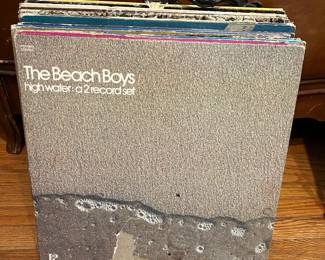 The Beach Boys
high water: a 2 record set